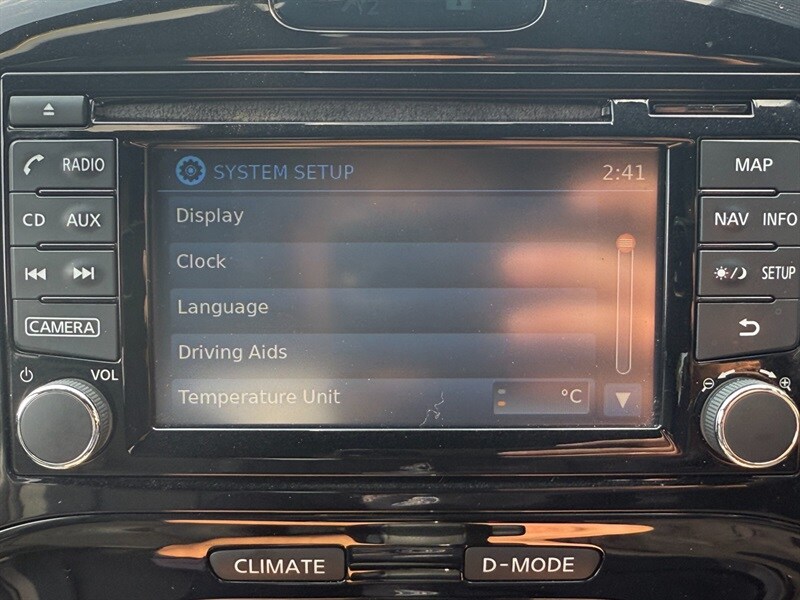 RADIO
CD AUX
CAMERA
VOL
SYSTEM SETUP 2:41
Display
Clock
Language
Driving Aids
Temperature Unit °C
MAP
NAV INFO
SETUP
CLIMATE
D-MODE